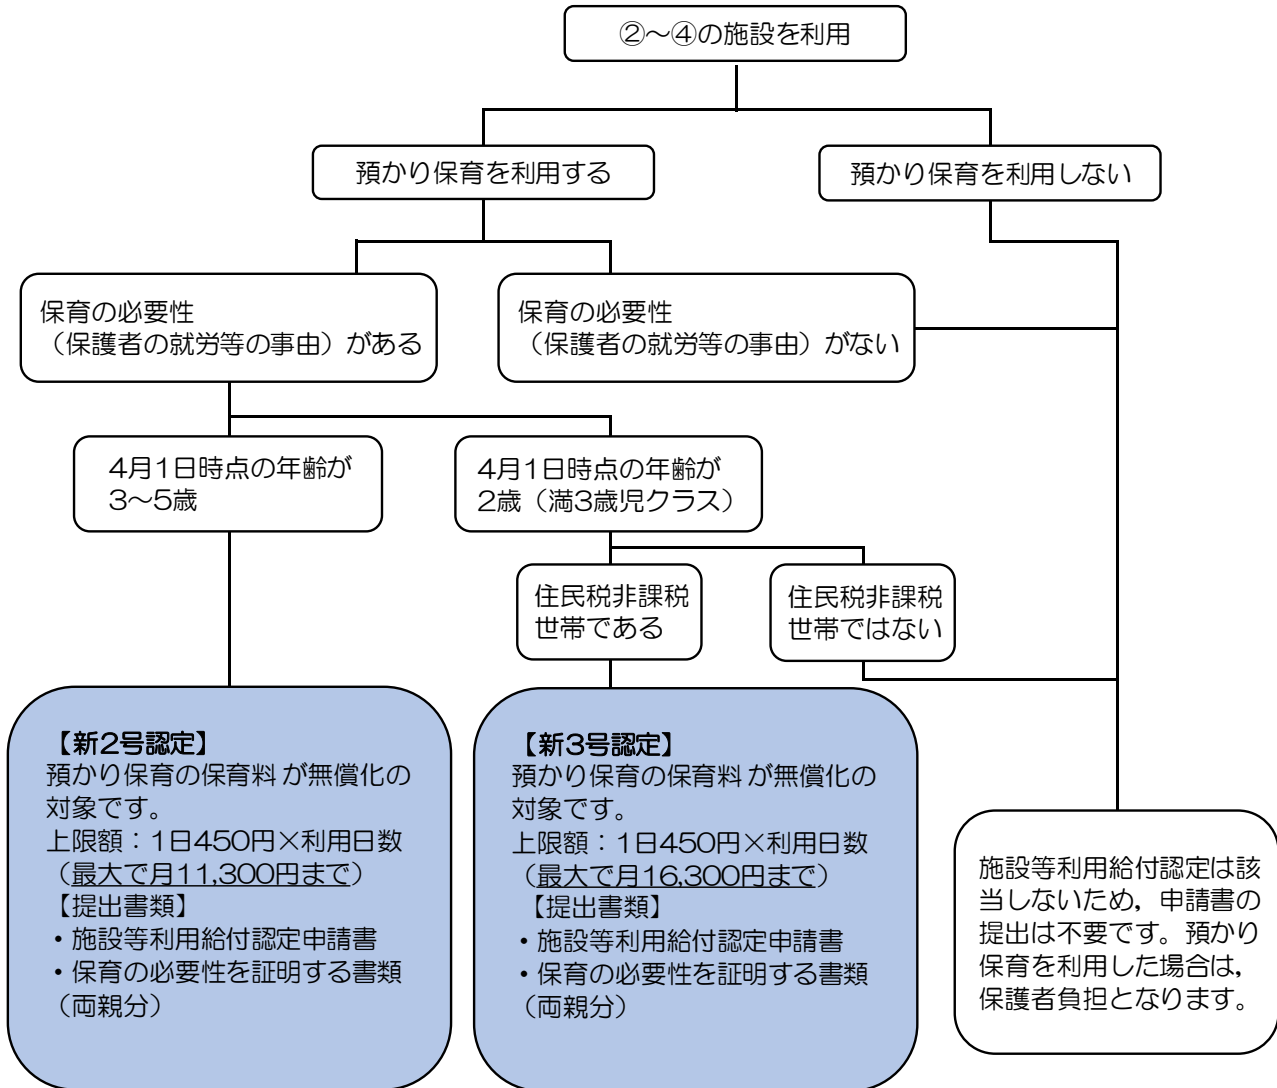 ②～④の施設を利用
預かり保育を利用する
預かり保育を利用しない
保育の必要性
（保護者の就労等の事由）がある
保育の必要性
（保護者の就労等の事由）がない
4月1日時点の年齢が
3～5歳
4月1日時点の年齢が
2歳（満3歳児クラス）
住民税非課税
世帯である
住民税非課税
世帯ではない
【新2号認定】
預かり保育の保育料 が無償化の
対象です。
上限額：1日450円×利用日数
（最大で月11,300円まで）
【提出書類】
・施設等利用給付認定申請書
・保育の必要性を証明する書類
（両親分）
【新3号認定】
預かり保育の保育料 が無償化の
対象です。
上限額：1日450円×利用日数
（最大で月16,300円まで）
【提出書類】
・施設等利用給付認定申請書
・保育の必要性を証明する書類
（両親分）
施設等利用給付認定は該
当しないため，申請書の
提出は不要です。預かり
保育を利用した場合は，
保護者負担となります。